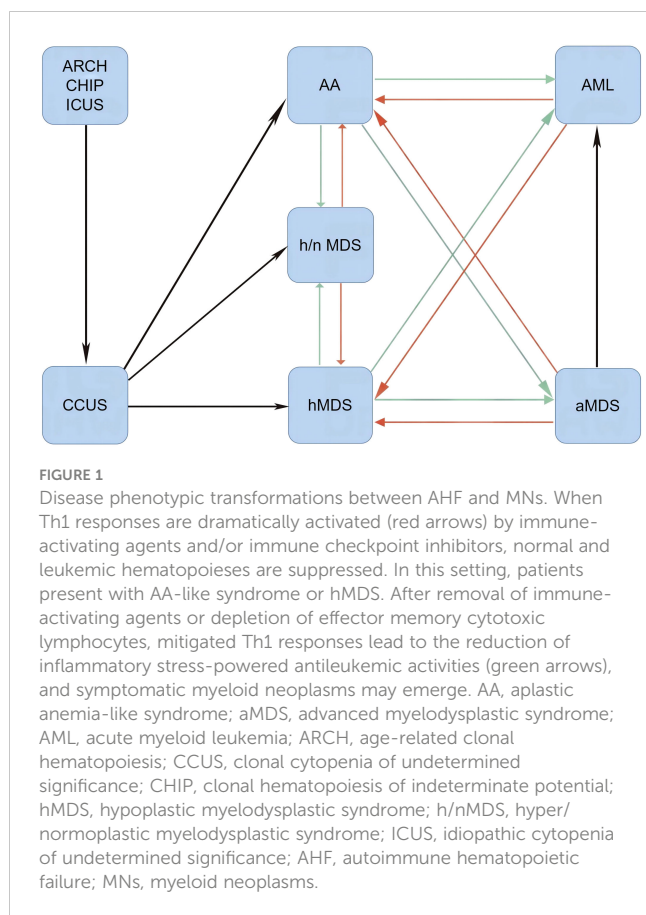 ARCH
CHIP
ICUS
AA
AML
h/n MDS
CCUS
hMDS
aMDS
FIGURE 1
Disease phenotypic transformations between AHF and MNs. When
Th1 responses are dramatically activated (red arrows) by immune-
activating agents and/or immune checkpoint inhibitors, normal and
leukemic hematopoieses are suppressed. In this setting, patients
present with AA-like syndrome or hMDS. After removal of immune-
activating agents or depletion of effector memory cytotoxic
lymphocytes, mitigated Th1 responses lead to the reduction of
inflammatory stress-powered antileukemic activities (green arrows),
and symptomatic myeloid neoplasms may emerge. AA, aplastic
anemia-like syndrome; aMDS, advanced myelodysplastic syndrome;
AML, acute myeloid leukemia; ARCH, age-related clonal
hematopoiesis; CCUS, clonal cytopenia of undetermined
significance; CHIP, clonal hematopoiesis of indeterminate potential;
hMDS, hypoplastic myelodysplastic syndrome; h/nMDS, hyper/
normoplastic myelodysplastic syndrome; ICUS, idiopathic cytopenia
of undetermined significance; AHF, autoimmune hematopoietic
failure; MNs, myeloid neoplasms.